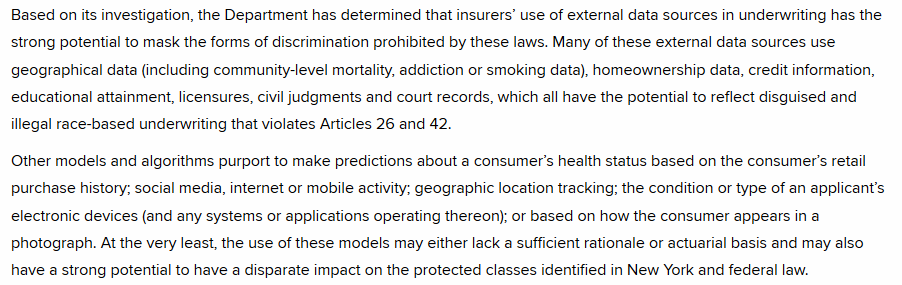 Based on its investigation, the Department has determined that insurers’ use of external data sources in underwriting has the
strong potential to mask the forms of discrimination prohibited by these laws. Many of these external data sources use
geographical data (including community-level mortality, addiction or smoking data), homeownership data, credit information,
educational attainment, licensures, civil judgments and court records, which all have the potential to reflect disguised and
illegal race-based underwriting that violates Articles 26 and 42.
Other models and algorithms purport to make predictions about a consumer’s health status based on the consumer’s retail
purchase history; social media, internet or mobile activity; geographic location tracking; the condition or type of an applicant’s
electronic devices (and any systems or applications operating thereon); or based on how the consumer appears in a
photograph. At the very least, the use of these models may either lack a sufficient rationale or actuarial basis and may also
have a strong potential to have a disparate impact on the protected classes identified in New York and federal law.